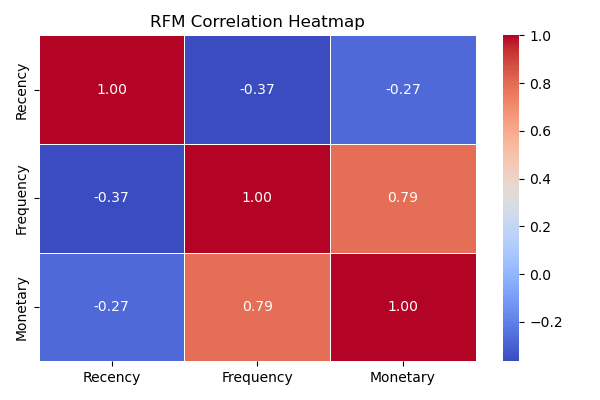 RFM Correlation Heatmap
Recency
1.00
-0.37
-0.27
Frequency
-0.37
1.00
0.79
Monetary
-0.27
0.79
1.00
Recency
Frequency
Monetary
1.0
0.8
0.6
0.4
0.2
0.0
−0.2